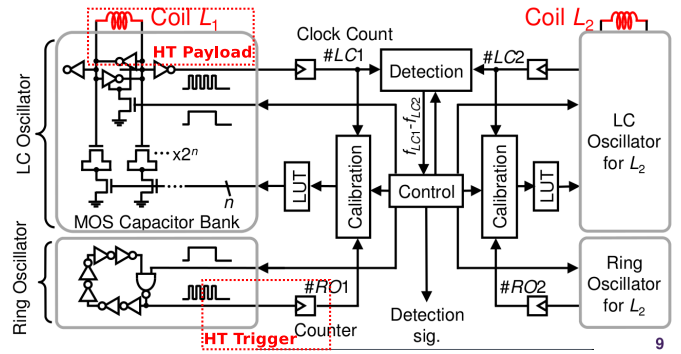 Coil L1
Coil L2
HT Payload
Clock Count
#LC1
Detection
#LC2
LC Oscillator
fLC1-fLC2
LC
Oscillator
for L2
···x2ⁿ
n
LUT
Calibration
Control
Calibration
LUT
MOS Capacitor Bank
Ring Oscillator
#RO1
#RO2
Ring
Oscillator
for L2
HT Trigger
Counter
Detection
sig.
9